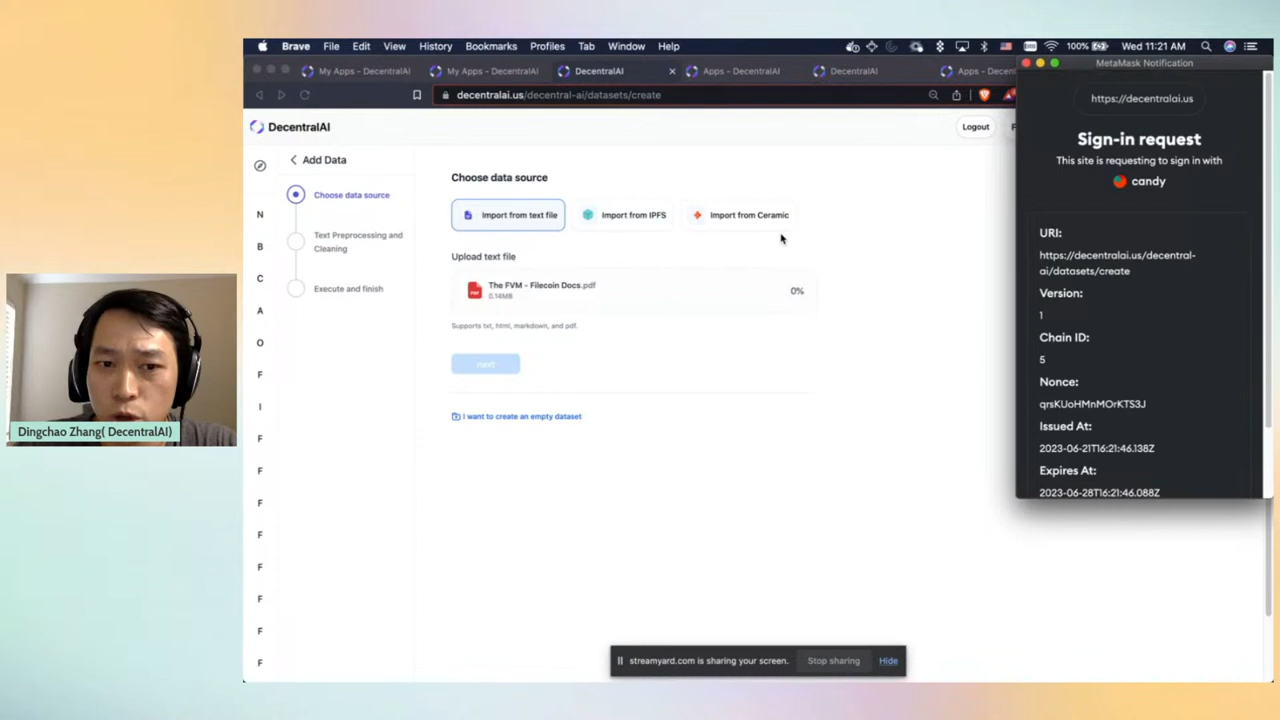 Brave File Edit View History Bookmarks Profiles Tab Window Help
100%
Wed 11:21 AM
My Apps - DecentralAI
My Apps - DecentralAI
DecentralAI
Apps - DecentralAI
DecentralAI
Apps - Decen
decentralai.us/decentral-ai/datasets/create
DecentralAI
Logout
F
Add Data
Choose data source
Text Preprocessing and
Cleaning
Execute and finish
N
B
C
A
O
F
I
F
F
F
F
F
F
F
F
Choose data source
Import from text file
Import from IPFS
Import from Ceramic
Upload text file
The FVM - Filecoin Docs.pdf
0.14MB
0%
Supports txt, html, markdown, and pdf.
next
I want to create an empty dataset
MetaMask Notification
https://decentralai.us
Sign-in request
This site is requesting to sign in with
candy
URI:
https://decentralai.us/decentral-
ai/datasets/create
Version:
1
Chain ID:
5
Nonce:
qrsKUoHMnMOrKTS3J
Issued At:
2023-06-21T16:21:46.138Z
Expires At:
2023-06-28T16:21:46.088Z
streamyard.com is sharing your screen.
Stop sharing
Hide
Dingchao Zhang( DecentralAI)